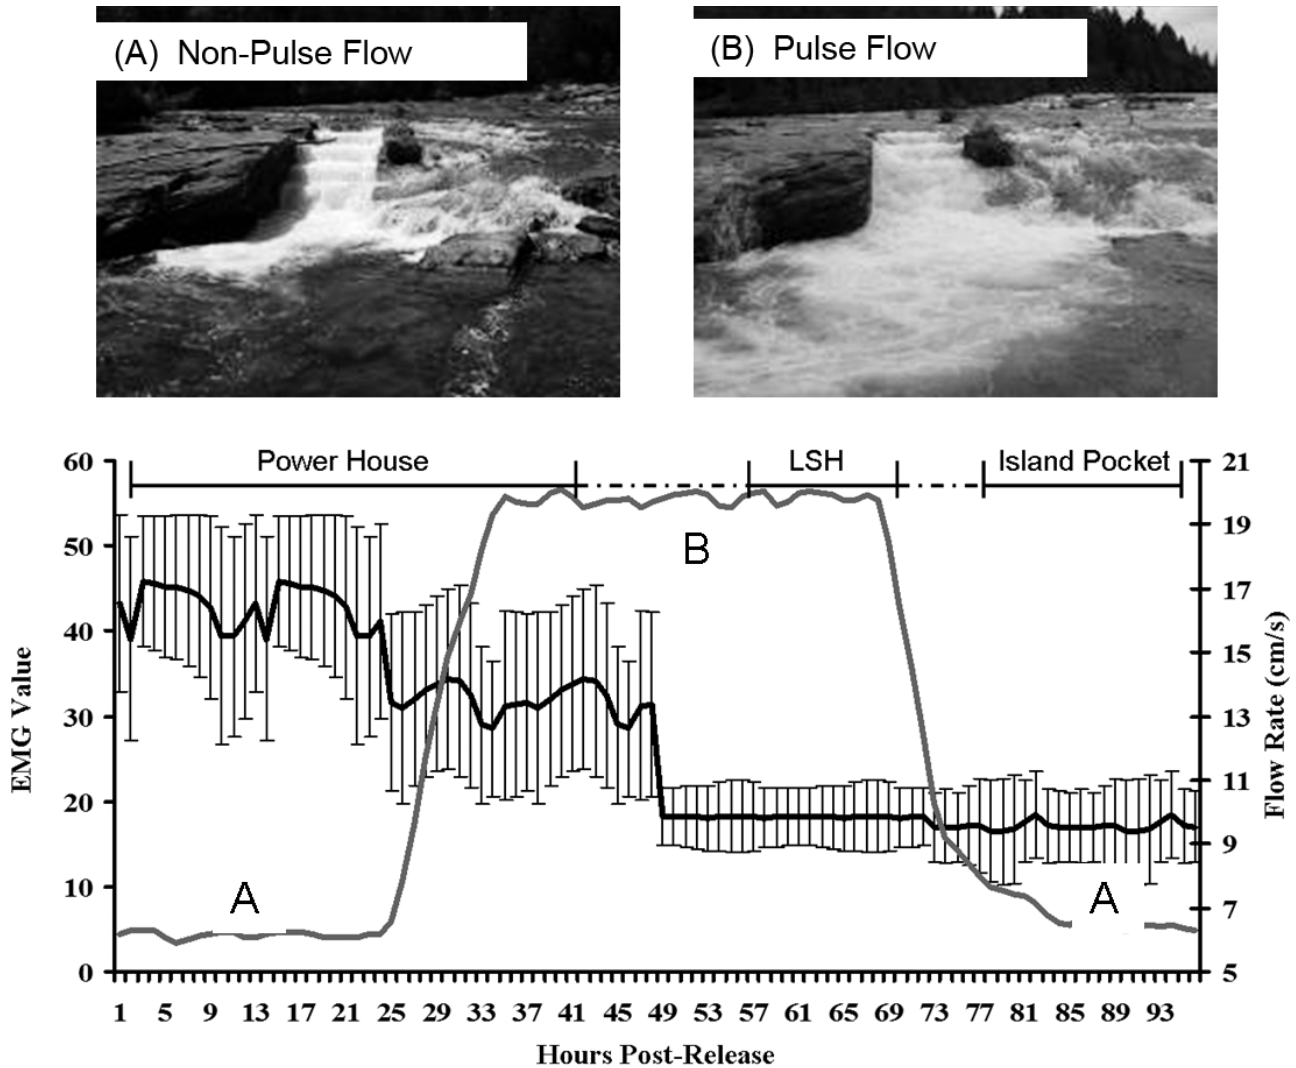 (A) Non-Pulse Flow
(B) Pulse Flow
Power House
LSH
Island Pocket
60
50
40
30
20
10
0
EMG Value
21
19
17
15
13
11
9
7
5
Flow Rate (cm/s)
A
B
A
1 5 9 13 17 21 25 29 33 37 41 45 49 53 57 61 65 69 73 77 81 85 89 93
Hours Post-Release